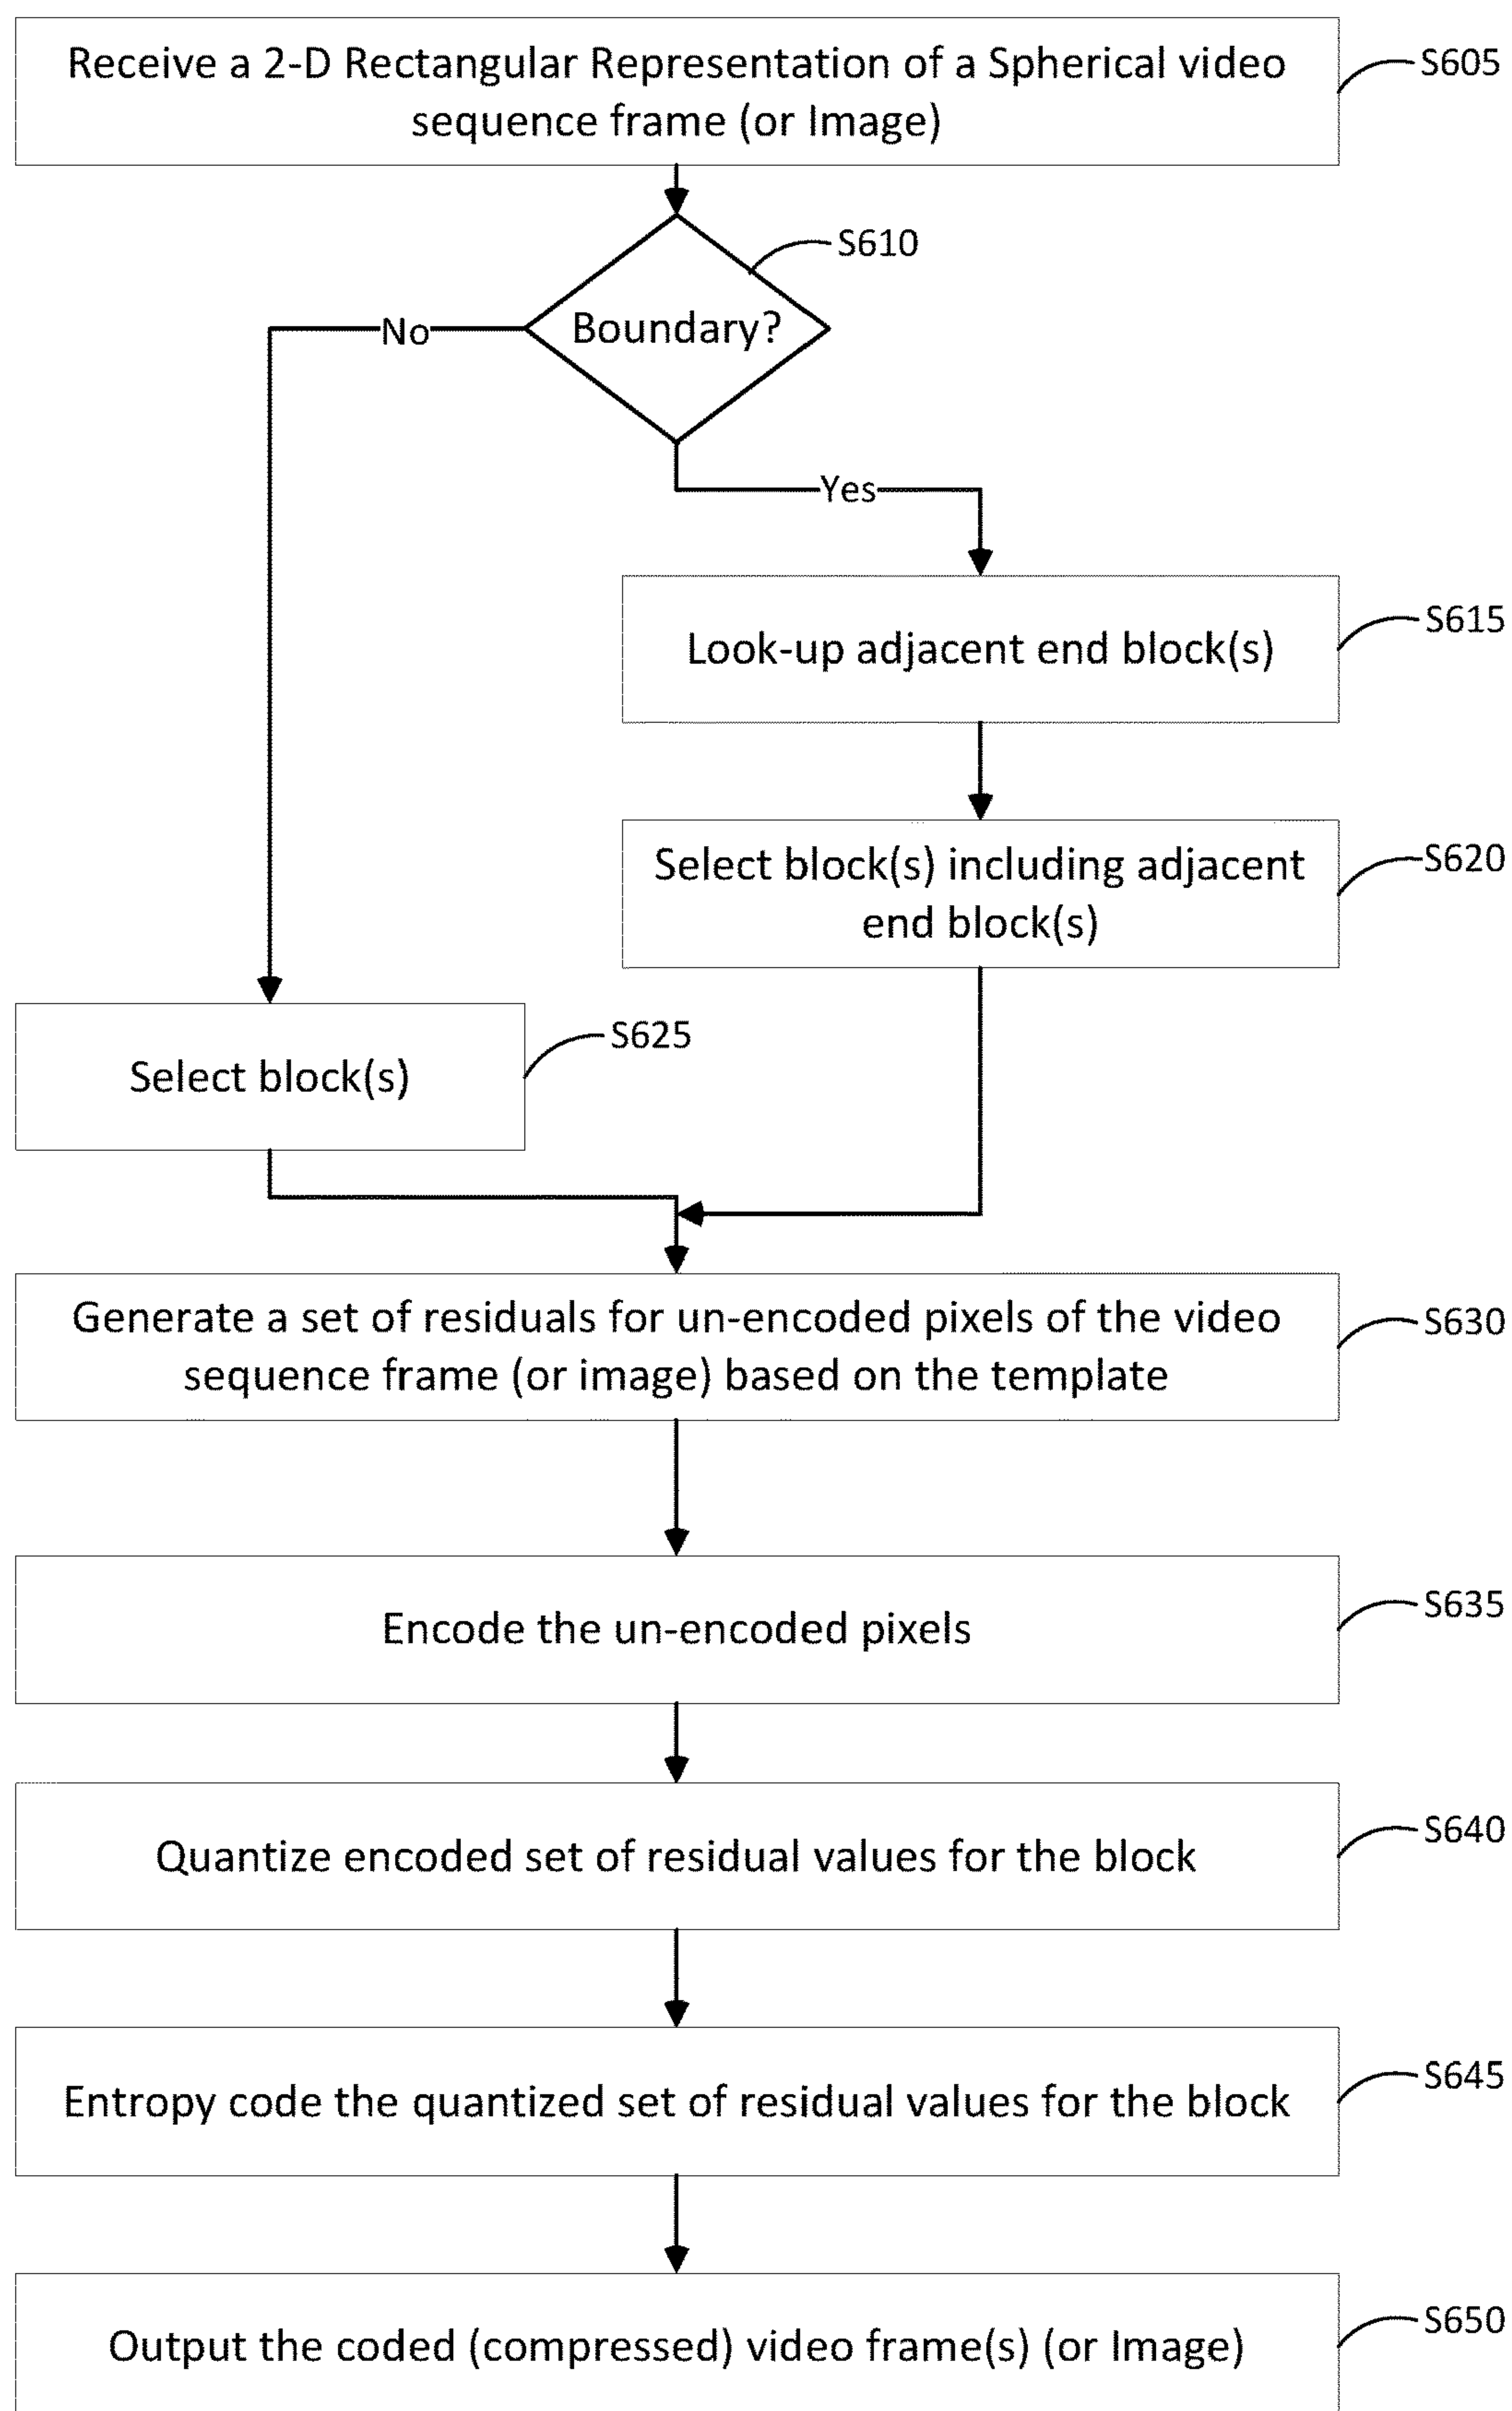 Receive a 2-D Rectangular Representation of a Spherical video
sequence frame (or Image)
S605
S610
Boundary?
No
Yes
Look-up adjacent end block(s)
S615
Select block(s) including adjacent
end block(s)
S620
Select block(s)
S625
Generate a set of residuals for un-encoded pixels of the video
sequence frame (or image) based on the template
S630
Encode the un-encoded pixels
S635
Quantize encoded set of residual values for the block
S640
Entropy code the quantized set of residual values for the block
S645
Output the coded (compressed) video frame(s) (or Image)
S650